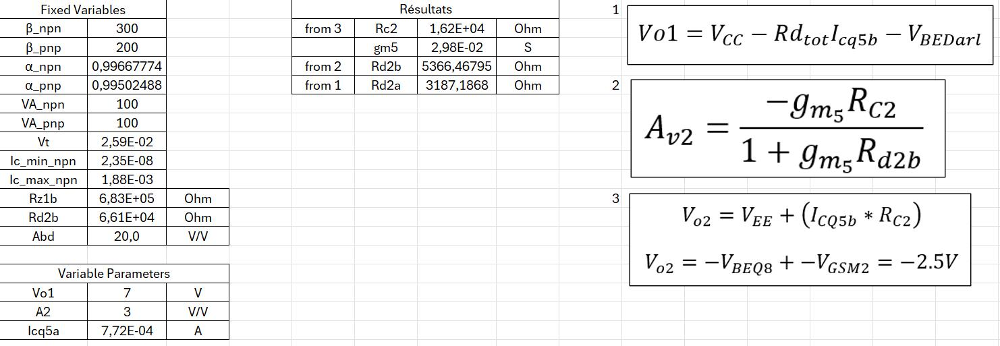 Fixed Variables
β_npn 300
β_pnp 200
α_npn 0,99667774
α_pnp 0,99502488
VA_npn 100
VA_pnp 100
Vt 2,59E-02
Ic_min_npn 2,35E-08
Ic_max_npn 1,88E-03
Rz1b 6,83E+05 Ohm
Rd2b 6,61E+04 Ohm
Abd 20,0 V/V
Variable Parameters
Vo1 7 V
A2 3 V/V
Icq5a 7,72E-04 A
Résultats
from 3 Rc2 1,62E+04 Ohm
gm5 2,98E-02 S
from 2 Rd2b 5366,46795 Ohm
from 1 Rd2a 3187,1868 Ohm
1
Vo1 = V_{CC} − Rd_{tot}I_{cq5b} − V_{BEDarl}
2
A_{v2} = \frac{−g_{m_5}R_{C2}}{1 + g_{m_5}R_{d2b}}
3
V_{o2} = V_{EE} + (I_{CQ5b} * R_{C2})
V_{o2} = −V_{BEQ8} + −V_{GSM2} = −2.5V